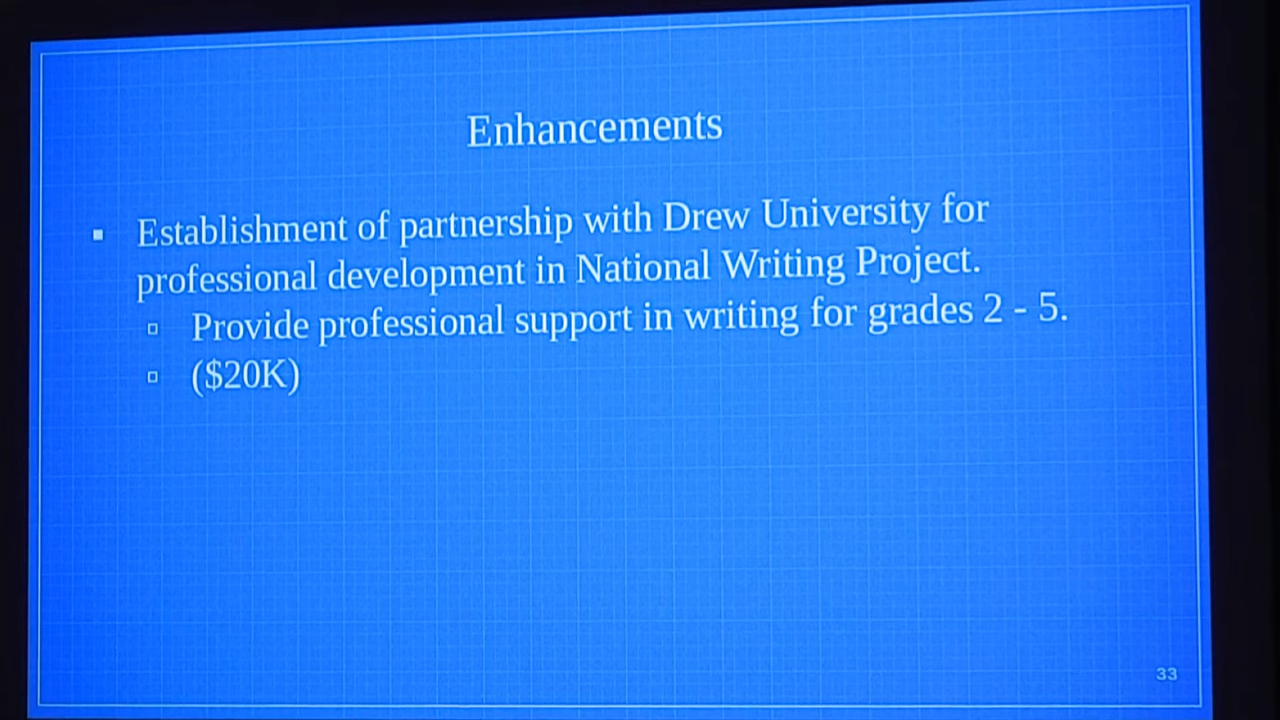 Enhancements
▪ Establishment of partnership with Drew University for
professional development in National Writing Project.
▫ Provide professional support in writing for grades 2 - 5.
▫ ($20K)
33